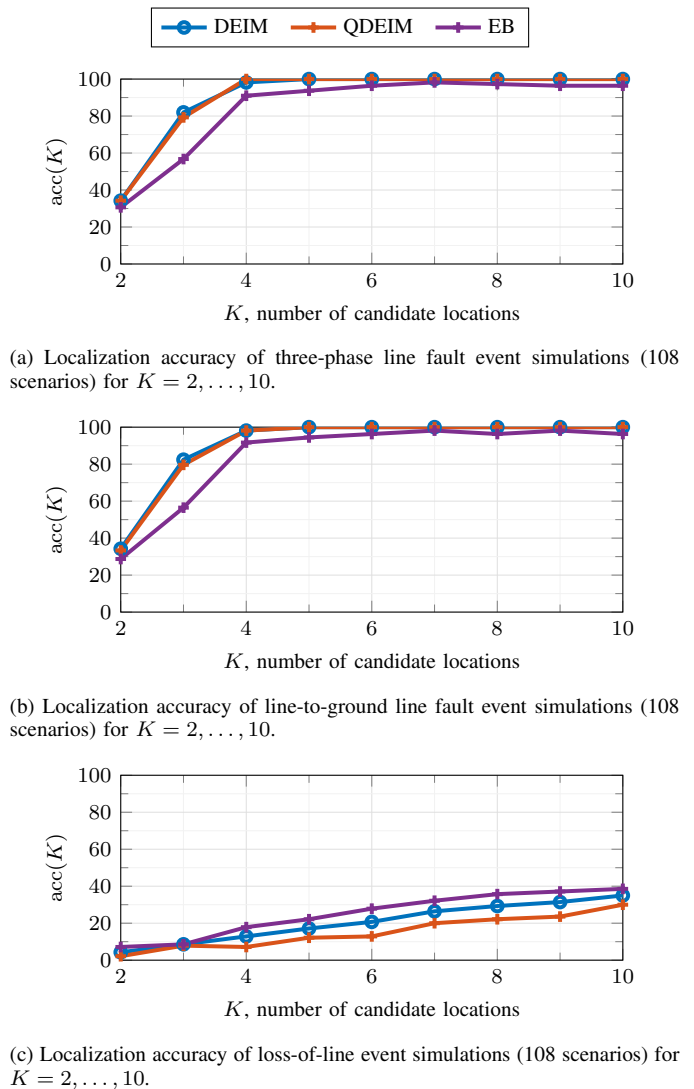 DEIM QDEIM EB
100
80
60
40
20
0
acc(K)
2 4 6 8 10
K, number of candidate locations
(a) Localization accuracy of three-phase line fault event simulations (108
scenarios) for K = 2, . . . , 10.
100
80
60
40
20
0
acc(K)
2 4 6 8 10
K, number of candidate locations
(b) Localization accuracy of line-to-ground line fault event simulations (108
scenarios) for K = 2, . . . , 10.
100
80
60
40
20
0
acc(K)
2 4 6 8 10
K, number of candidate locations
(c) Localization accuracy of loss-of-line event simulations (108 scenarios) for
K = 2, . . . , 10.